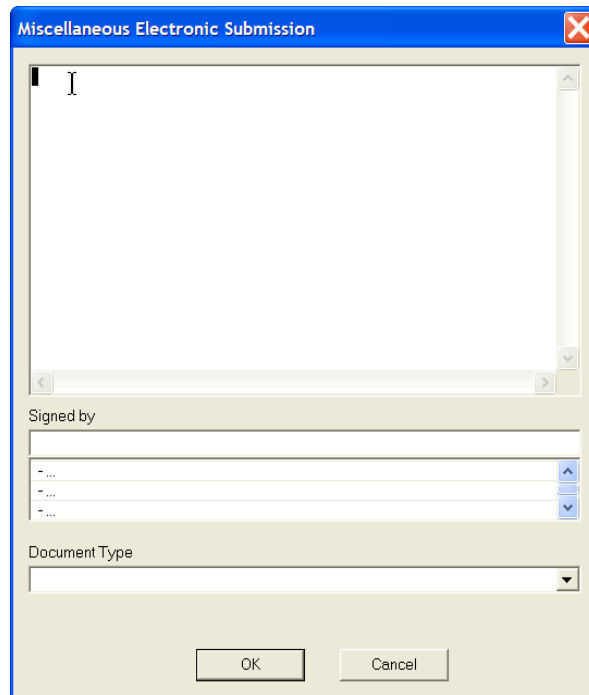 Miscellaneous Electronic Submission
Signed by
- ...
- ...
- ...
Document Type
OK
Cancel